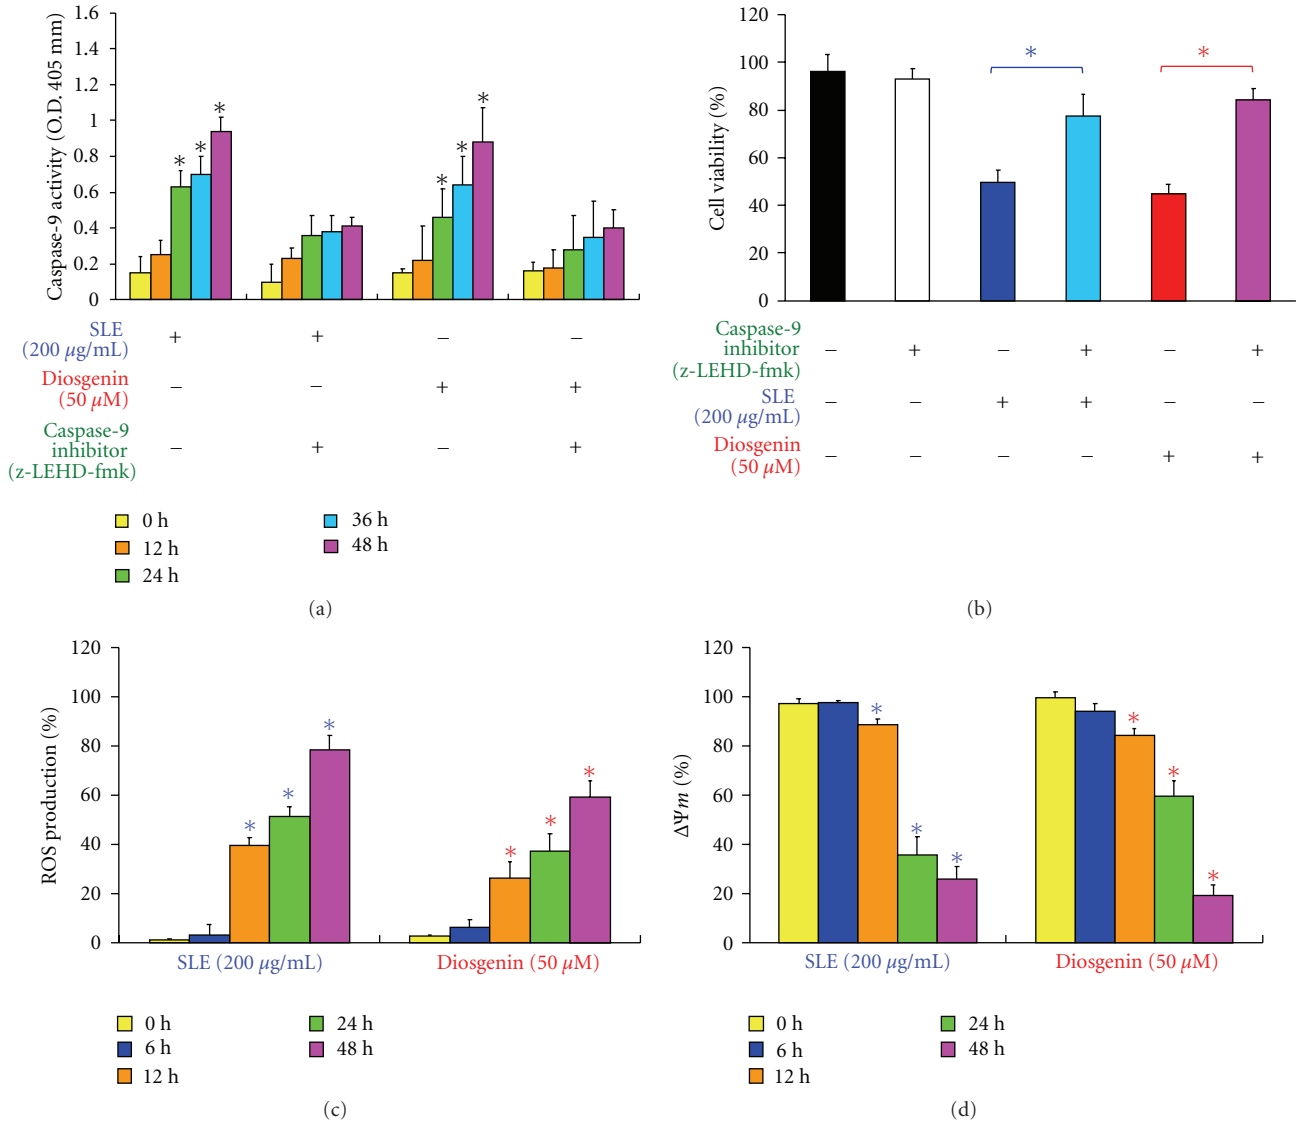 Caspase-9 activity (O.D. 405 mm)
1.6
1.4
1.2
1
0.8
0.6
0.4
0.2
0
* * * * * *
SLE
(200 µg/mL)
+ + − −
Diosgenin
(50 µM)
− − + +
Caspase-9
inhibitor
(z-LEHD-fmk)
− + − +
0 h
12 h
24 h
36 h
48 h
(a)
Cell viability (%)
120
100
80
60
40
20
0
* *
Caspase-9
inhibitor
(z-LEHD-fmk)
− + − + − +
SLE
(200 µg/mL)
− − + + − −
Diosgenin
(50 µM)
− − − − + +
(b)
ROS production (%)
120
100
80
60
40
20
0
* * * * * *
SLE (200 µg/mL)
Diosgenin (50 µM)
0 h
6 h
12 h
24 h
48 h
(c)
ΔΨm (%)
120
100
80
60
40
20
0
* * * * * *
SLE (200 µg/mL)
Diosgenin (50 µM)
0 h
6 h
12 h
24 h
48 h
(d)